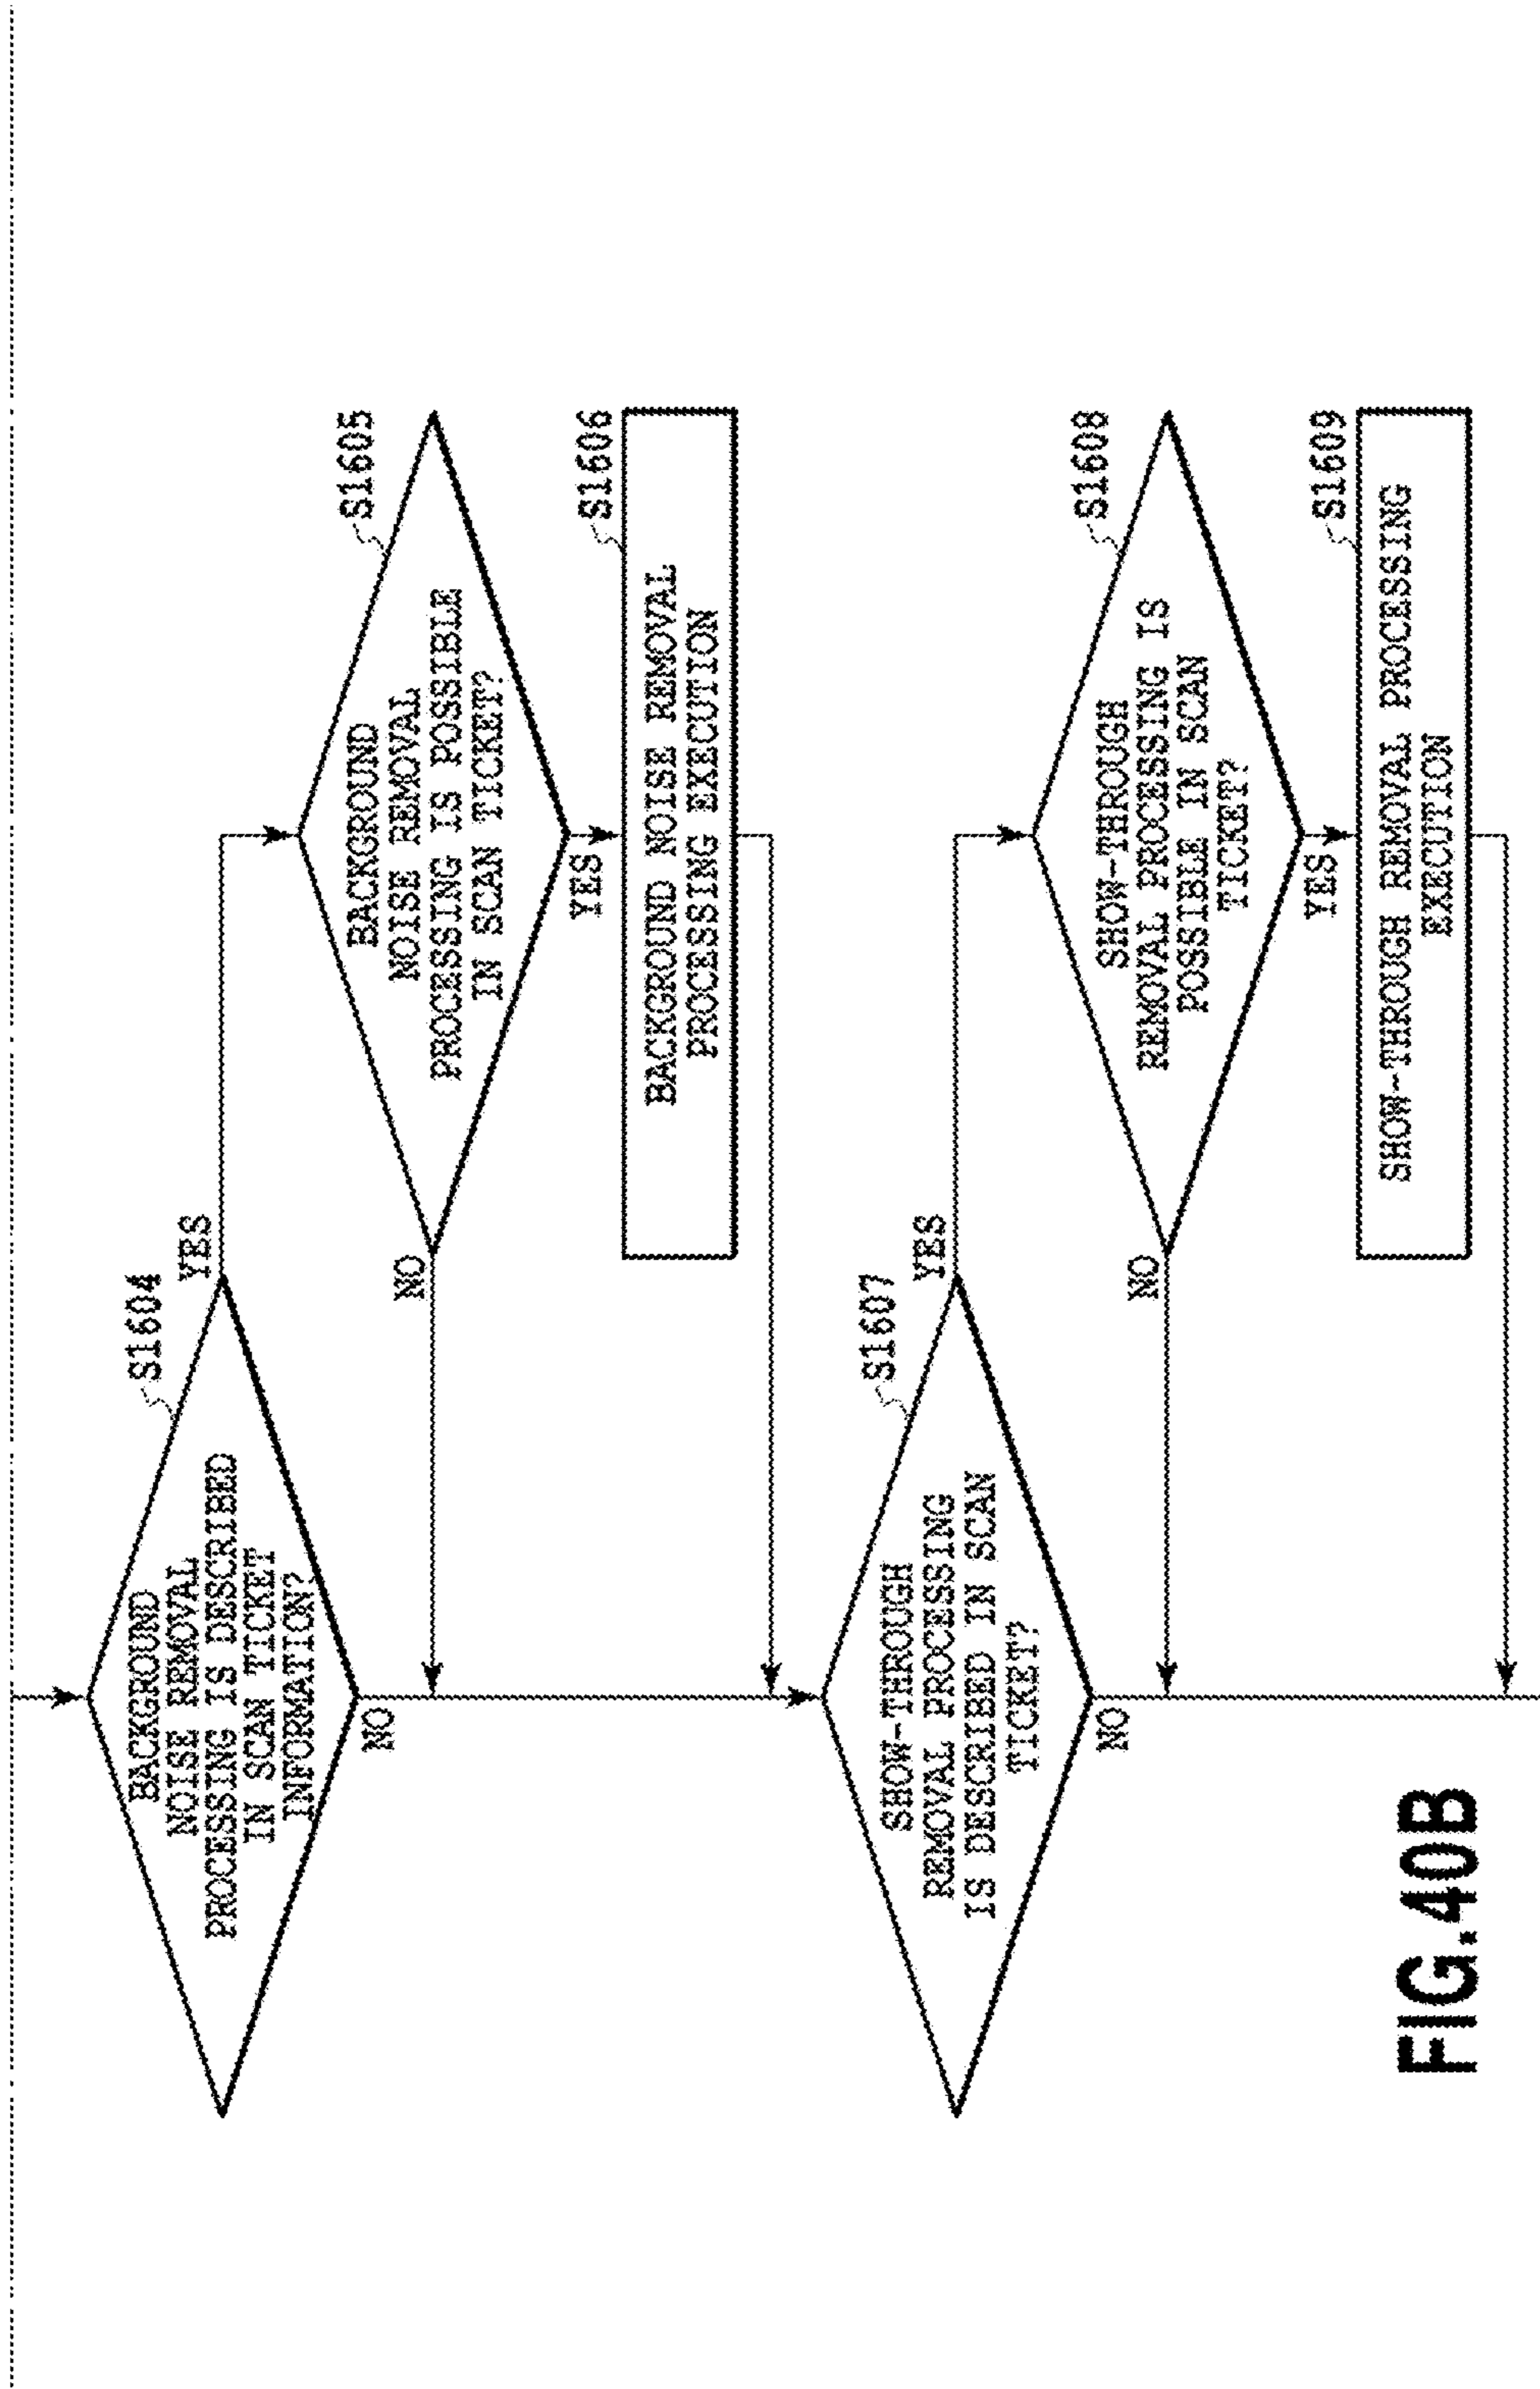 S1604
BACKGROUND
NOISE REMOVAL
PROCESSING IS DESCRIBED
IN SCAN TICKET
INFORMATION?
YES
NO
S1605
BACKGROUND
NOISE REMOVAL
PROCESSING IS POSSIBLE
IN SCAN TICKET?
NO
YES
S1606
BACKGROUND NOISE REMOVAL
PROCESSING EXECUTION
S1607
SHOW-THROUGH
REMOVAL PROCESSING
IS DESCRIBED IN SCAN
TICKET?
YES
NO
S1608
SHOW-THROUGH
REMOVAL PROCESSING IS
POSSIBLE IN SCAN
TICKET?
NO
YES
S1609
SHOW-THROUGH REMOVAL PROCESSING
EXECUTION
FIG.40B